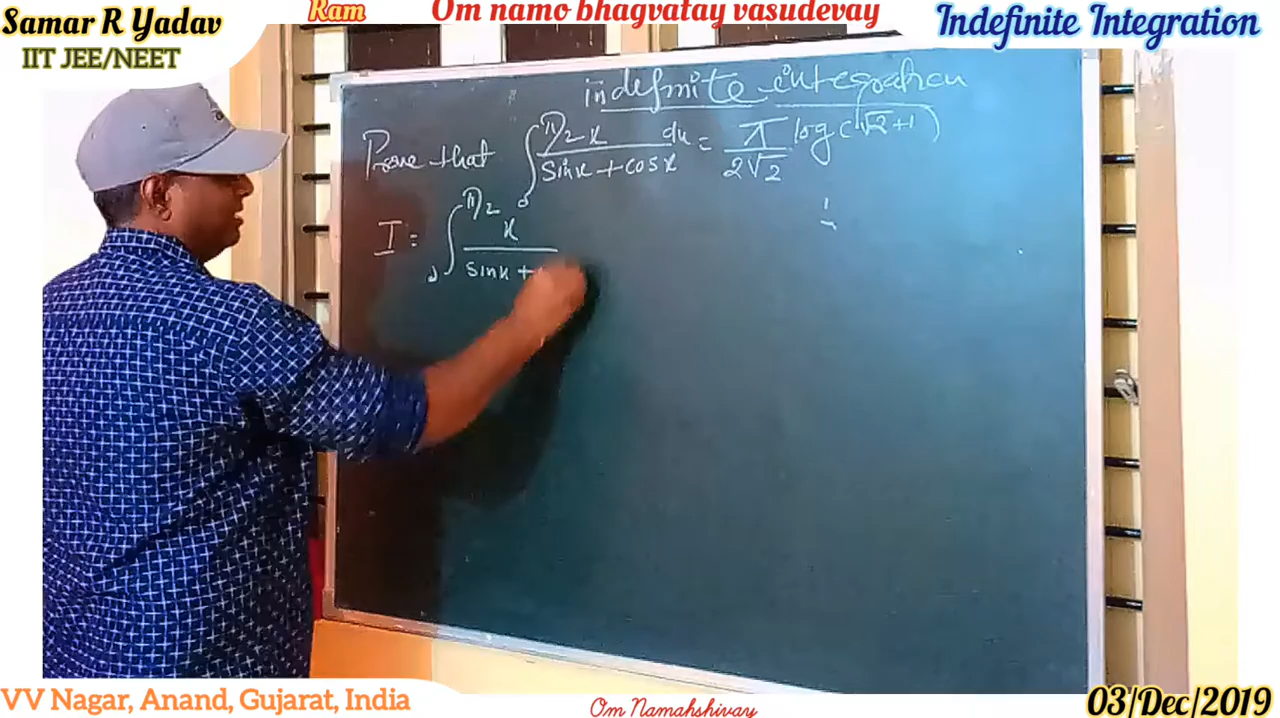 Samar R Yadav
IIT JEE/NEET
Ram
Om namo bhagvatay vasudevay
Indefinite Integration
indefinite integration
Prove that ∫₀^(π/2) x/(sinx + cosx) dx = π/(2√2) log(√2+1)
I = ∫₀^(π/2) x/(sinx +
VV Nagar, Anand, Gujarat, India
Om Namahshivay
03/Dec/2019